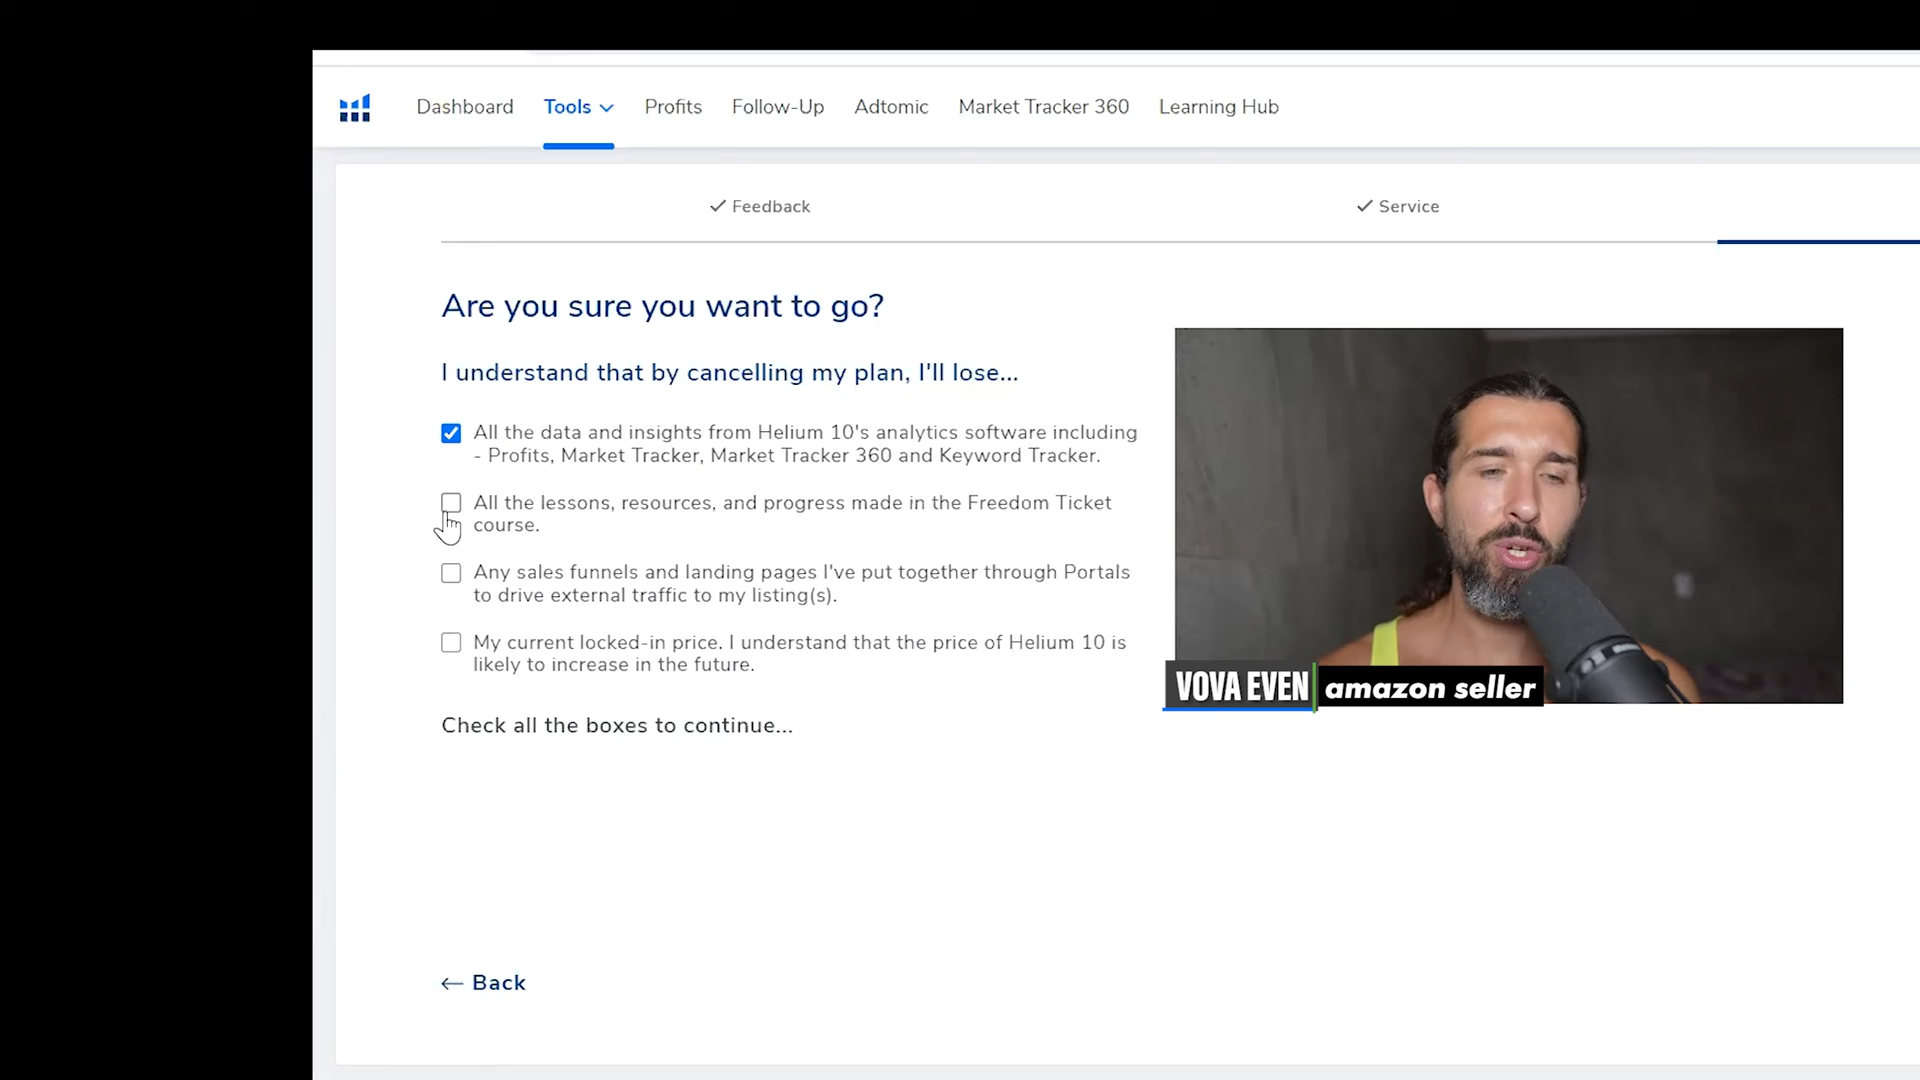 Dashboard Tools Profits Follow-Up Adtomic Market Tracker 360 Learning Hub
Feedback Service
Are you sure you want to go?
I understand that by cancelling my plan, I'll lose...
All the data and insights from Helium 10's analytics software including
- Profits, Market Tracker, Market Tracker 360 and Keyword Tracker.
All the lessons, resources, and progress made in the Freedom Ticket
course.
Any sales funnels and landing pages I've put together through Portals
to drive external traffic to my listing(s).
My current locked-in price. I understand that the price of Helium 10 is
likely to increase in the future.
VOVA EVEN amazon seller
Check all the boxes to continue...
Back